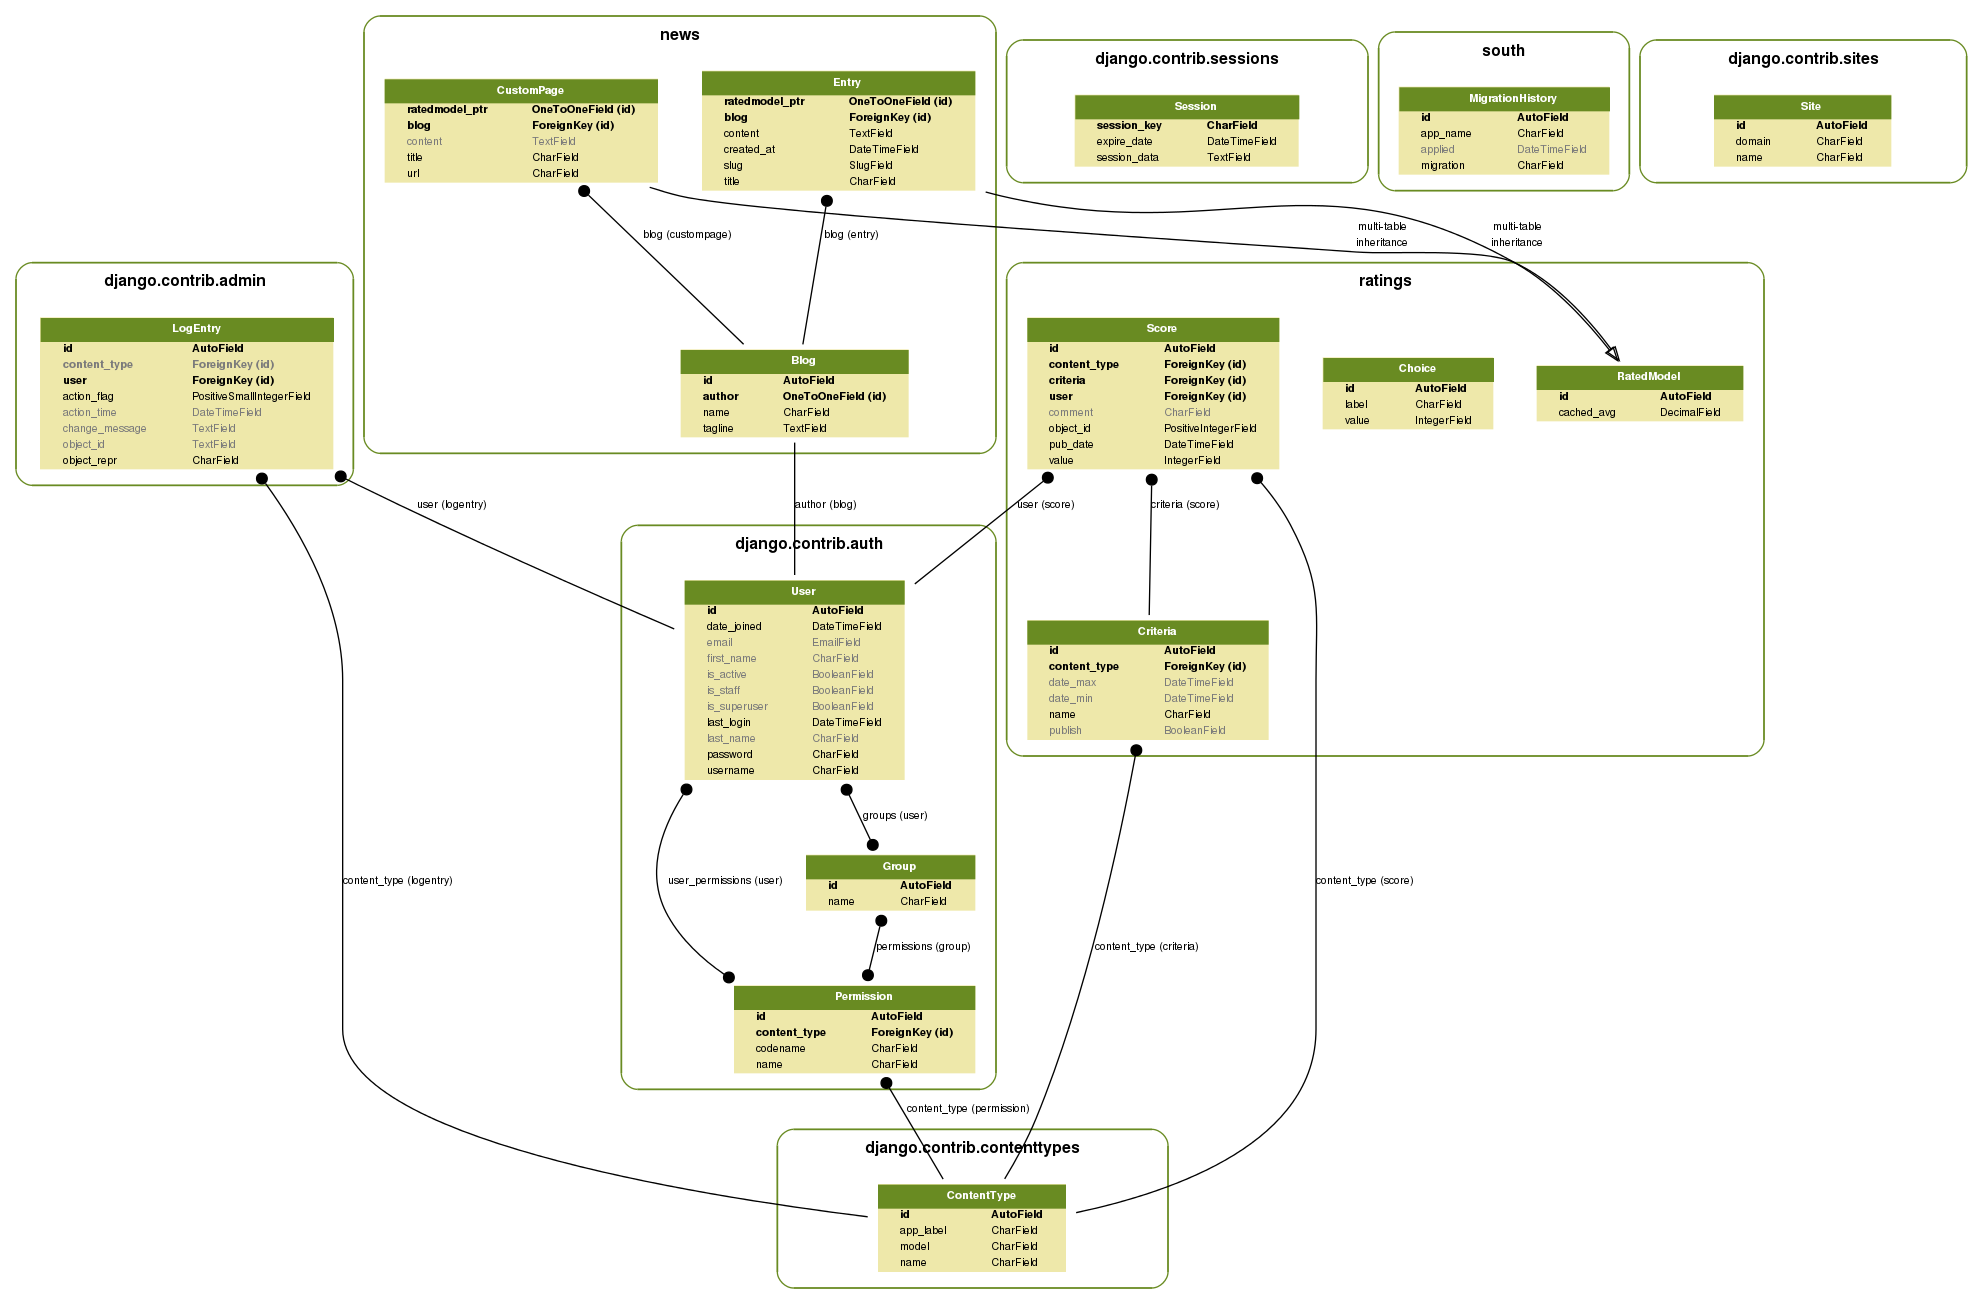 news
CustomPage
ratedmodel_ptr OneToOneField (id)
blog ForeignKey (id)
content TextField
title CharField
url CharField
Entry
ratedmodel_ptr OneToOneField (id)
blog ForeignKey (id)
content TextField
created_at DateTimeField
slug SlugField
title CharField
django.contrib.sessions
Session
session_key CharField
expire_date DateTimeField
session_data TextField
south
MigrationHistory
id AutoField
app_name CharField
applied DateTimeField
migration CharField
django.contrib.sites
Site
id AutoField
domain CharField
name CharField
blog (custompage)
blog (entry)
multi-table
inheritance
multi-table
inheritance
django.contrib.admin
LogEntry
id AutoField
content_type ForeignKey (id)
user ForeignKey (id)
action_flag PositiveSmallIntegerField
action_time DateTimeField
change_message TextField
object_id TextField
object_repr CharField
Blog
id AutoField
author OneToOneField (id)
name CharField
tagline TextField
ratings
Score
id AutoField
content_type ForeignKey (id)
criteria ForeignKey (id)
user ForeignKey (id)
comment CharField
object_id PositiveIntegerField
pub_date DateTimeField
value IntegerField
Choice
id AutoField
label CharField
value IntegerField
RatedModel
id AutoField
cached_avg DecimalField
user (logentry)
author (blog)
user (score)
criteria (score)
django.contrib.auth
User
id AutoField
date_joined DateTimeField
email EmailField
first_name CharField
is_active BooleanField
is_staff BooleanField
is_superuser BooleanField
last_login DateTimeField
last_name CharField
password CharField
username CharField
Criteria
id AutoField
content_type ForeignKey (id)
date_max DateTimeField
date_min DateTimeField
name CharField
publish BooleanField
groups (user)
Group
id AutoField
name CharField
content_type (logentry)
user_permissions (user)
content_type (score)
permissions (group)
content_type (criteria)
Permission
id AutoField
content_type ForeignKey (id)
codename CharField
name CharField
content_type (permission)
django.contrib.contenttypes
ContentType
id AutoField
app_label CharField
model CharField
name CharField